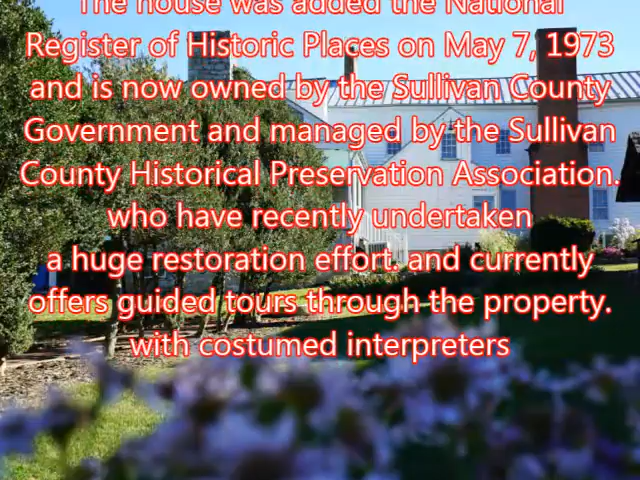 The house was added the National
Register of Historic Places on May 7, 1973
and is now owned by the Sullivan County
Government and managed by the Sullivan
County Historical Preservation Association.
who have recently undertaken
a huge restoration effort. and currently
offers guided tours through the property.
with costumed interpreters